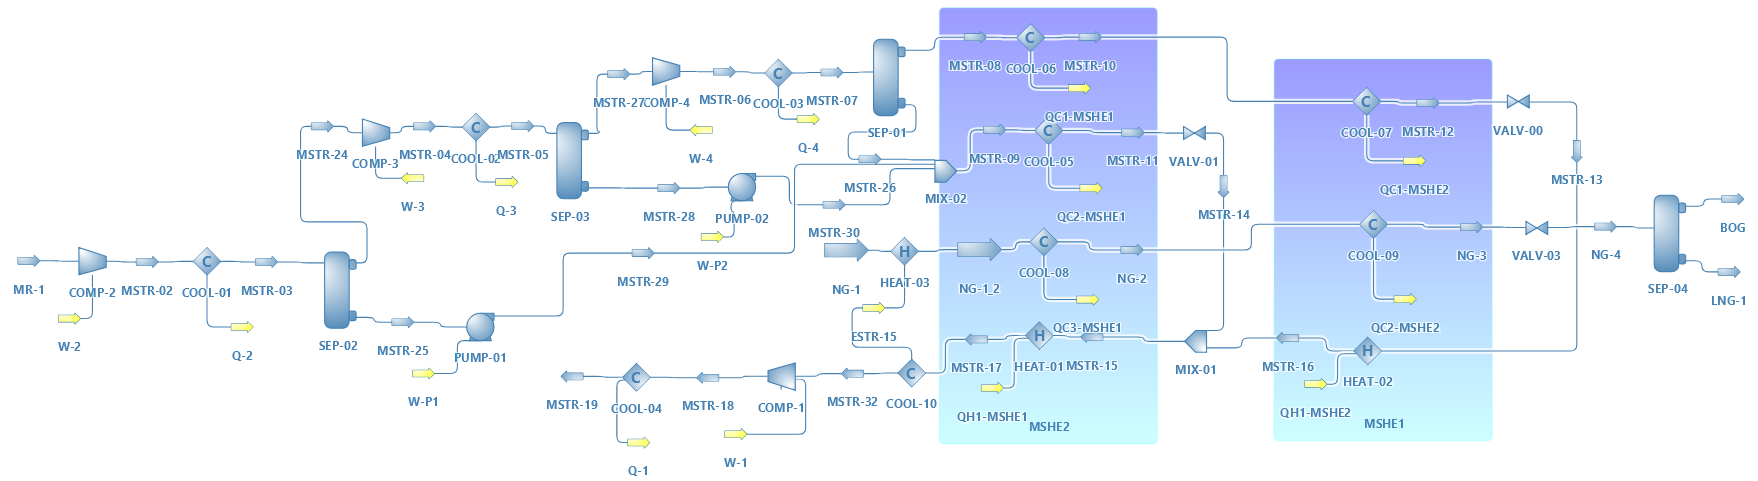 C
MSTR-08
COOL-06
MSTR-10
C
MSTR-27
COMP-4
MSTR-06
COOL-03
MSTR-07
C
QC1-MSHE1
SEP-01
COOL-07
MSTR-12
VALV-00
C
C
MSTR-24
COMP-3
MSTR-04
COOL-02
MSTR-05
W-4
Q-4
MSTR-09
COOL-05
MSTR-11
VALV-01
MSTR-26
MIX-02
QC1-MSHE2
MSTR-13
W-3
Q-3
SEP-03
MSTR-28
PUMP-02
QC2-MSHE1
MSTR-14
MSTR-30
BOG
C
H
C
W-P2
NG-1
HEAT-03
NG-1_2
COOL-08
NG-2
COOL-09
NG-3
VALV-03
NG-4
C
MR-1
COMP-2
MSTR-02
COOL-01
MSTR-03
MSTR-29
SEP-04
LNG-1
W-2
Q-2
SEP-02
MSTR-25
PUMP-01
ESTR-15
QC3-MSHE1
QC2-MSHE2
H
H
MSTR-17
HEAT-01
MSTR-15
MIX-01
MSTR-16
HEAT-02
C
C
W-P1
MSTR-19
COOL-04
MSTR-18
COMP-1
MSTR-32
COOL-10
QH1-MSHE1
MSHE2
QH1-MSHE2
MSHE1
Q-1
W-1